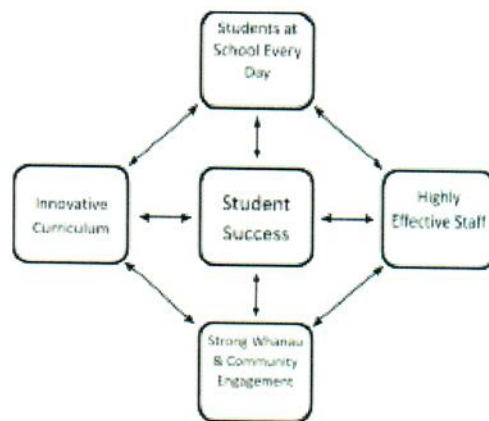 Students at
School Every
Day
Innovative
Curriculum
Student
Success
Highly
Effective Staff
Strong Whanau
& Community
Engagement